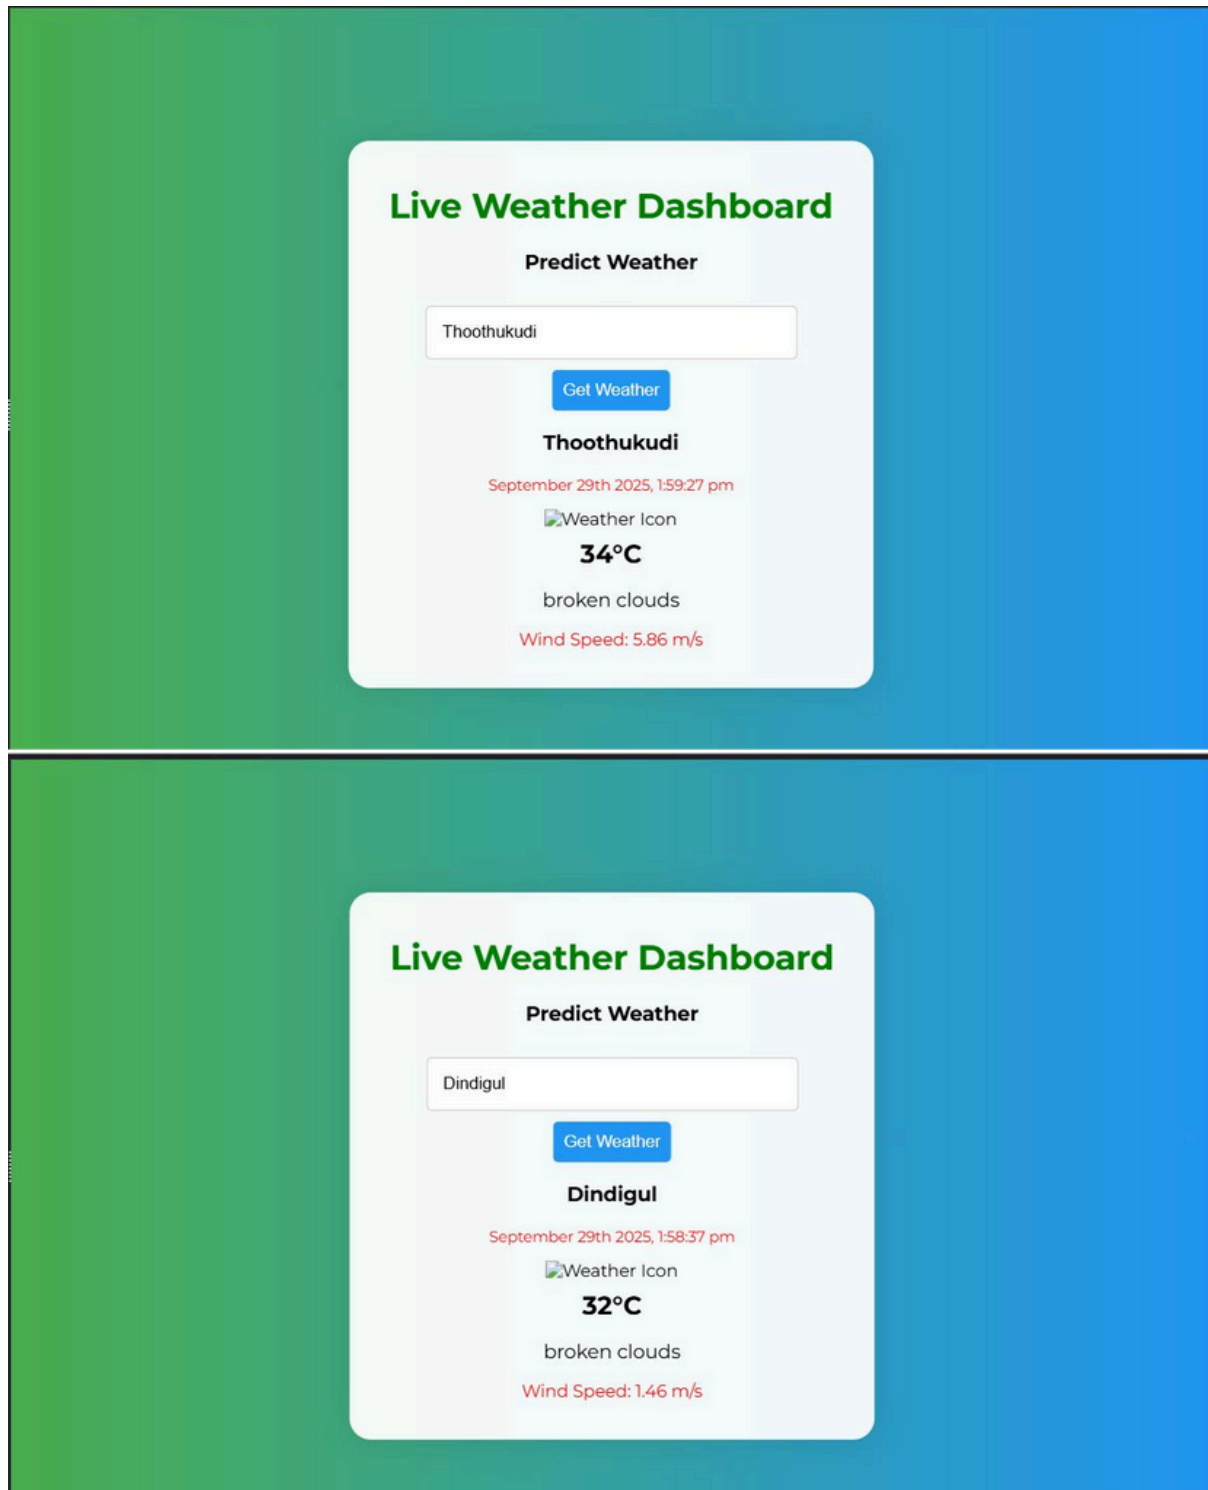 Live Weather Dashboard
Predict Weather
Thoothukudi
Get Weather
Thoothukudi
September 29th 2025, 1:59:27 pm
Weather Icon
34°C
broken clouds
Wind Speed: 5.86 m/s
Live Weather Dashboard
Predict Weather
Dindigul
Get Weather
Dindigul
September 29th 2025, 1:58:37 pm
Weather Icon
32°C
broken clouds
Wind Speed: 1.46 m/s